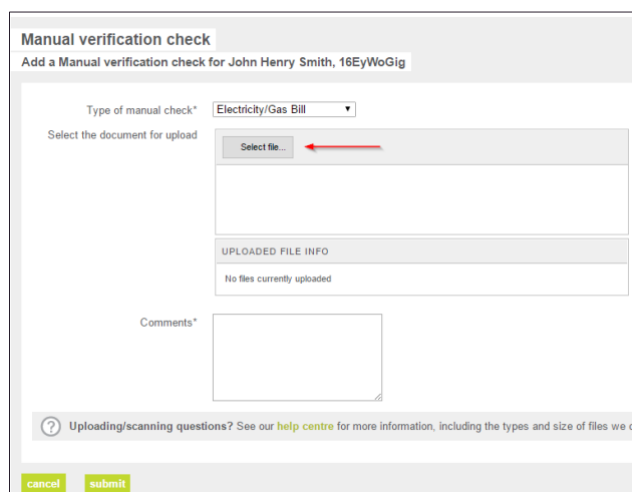 Manual verification check
Add a Manual verification check for John Henry Smith, 16EyWoGig
Type of manual check* Electricity/Gas Bill
Select the document for upload
Select file...
UPLOADED FILE INFO
No files currently uploaded
Comments*
? Uploading/scanning questions? See our help centre for more information, including the types and size of files we
cancel submit